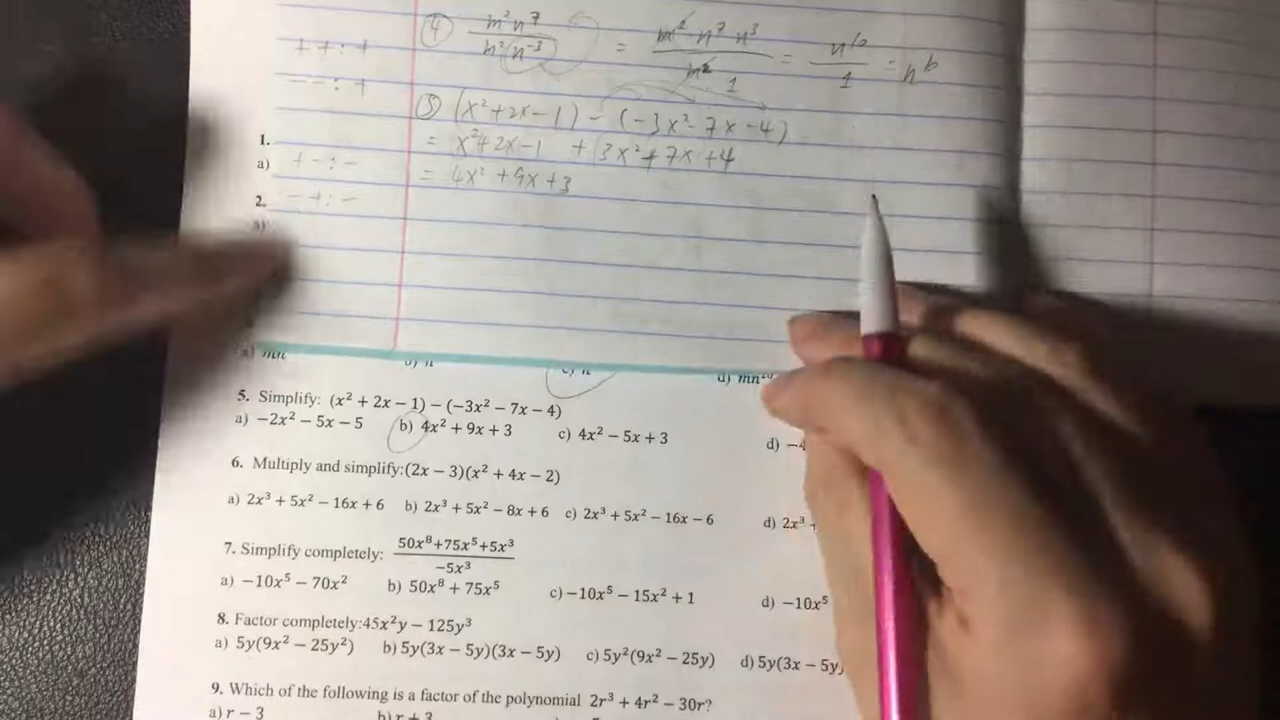 ④ m²n⁷ / m²n⁻³ = m² n⁷ n³ / m² 1 = n¹⁰ / 1 = n¹⁰
+ + : +
− − : +
⑤ (x²+2x−1) − (−3x²−7x−4)
= x²+2x−1 + 3x²+7x+4
= 4x²+9x+3
1.
a) + − : −
2. − + : −
a)
a) mn
d) mn
5. Simplify: (x² + 2x − 1) − (−3x² − 7x − 4)
a) −2x² − 5x − 5 b) 4x² + 9x + 3 c) 4x² − 5x + 3 d) −4
6. Multiply and simplify:(2x − 3)(x² + 4x − 2)
a) 2x³ + 5x² − 16x + 6 b) 2x³ + 5x² − 8x + 6 c) 2x³ + 5x² − 16x − 6 d) 2x³
7. Simplify completely: 50x⁸+75x⁵+5x³ / −5x³
a) −10x⁵ − 70x² b) 50x⁸ + 75x⁵ c) −10x⁵ − 15x² + 1 d) −10x⁵
8. Factor completely:45x²y − 125y³
a) 5y(9x² − 25y²) b) 5y(3x − 5y)(3x − 5y) c) 5y²(9x² − 25y) d) 5y(3x − 5y)
9. Which of the following is a factor of the polynomial 2r³ + 4r² − 30r?
a) r − 3 b) r + 3